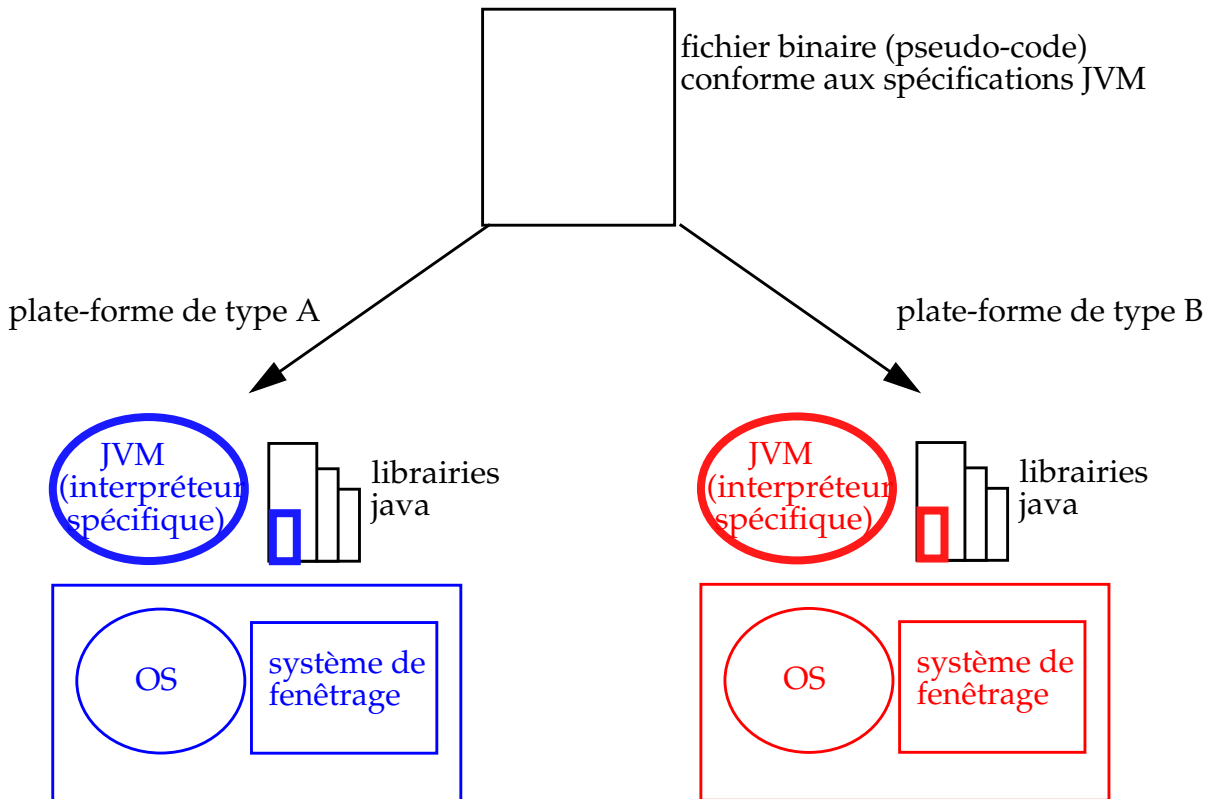 fichier binaire (pseudo-code)
conforme aux spécifications JVM
plate-forme de type A
plate-forme de type B
JVM
(interpréteur
spécifique)
librairies
java
JVM
(interpréteur
spécifique)
librairies
java
OS
système de
fenêtrage
OS
système de
fenêtrage